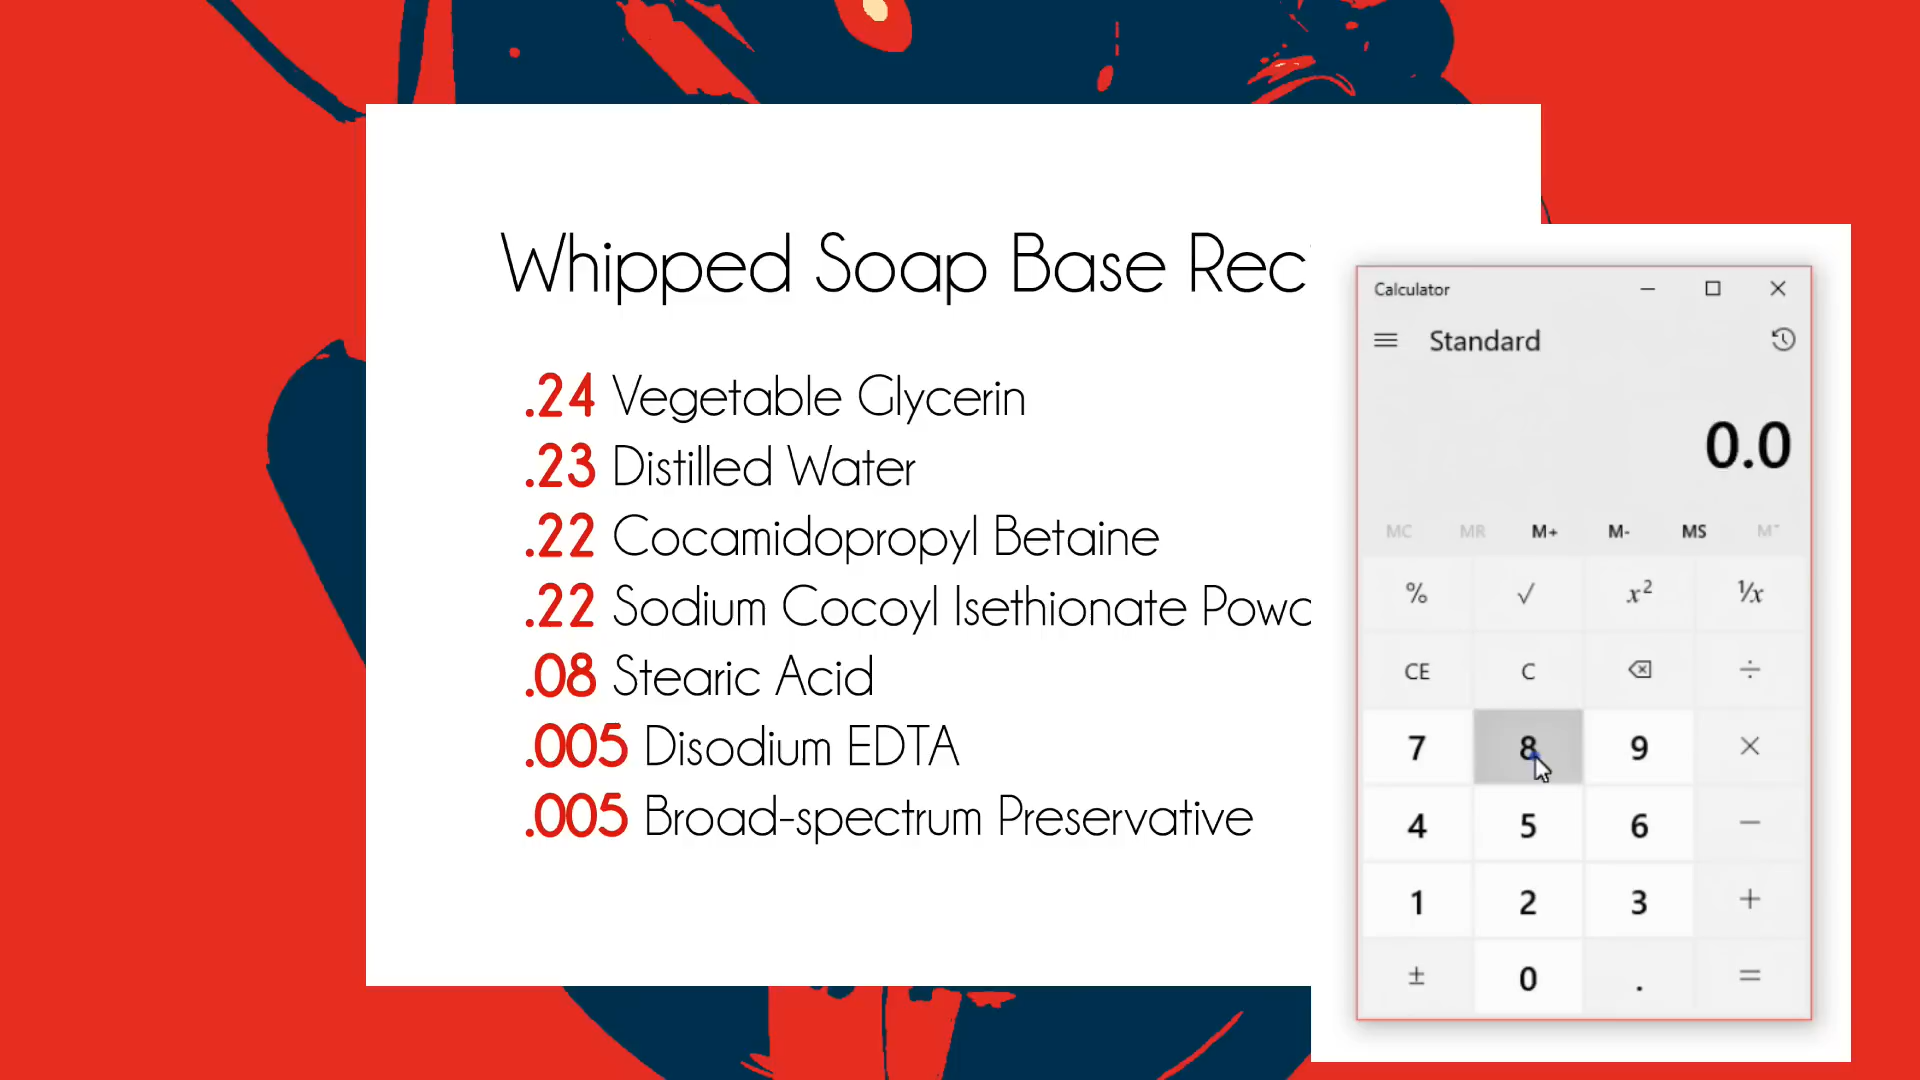 Whipped Soap Base Rec
.24 Vegetable Glycerin
.23 Distilled Water
.22 Cocamidopropyl Betaine
.22 Sodium Cocoyl Isethionate
.08 Stearic Acid
.005 Disodium EDTA
.005 Broad-spectrum Preservative
Calculator
Standard
0.0
MC MR M+ M- MS M˅
% √ x² ¹/x
CE C ÷
7 8 9 ×
4 5 6 −
1 2 3 +
± 0 . =